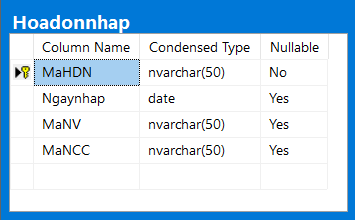 Hoadonnhap
Column Name Condensed Type Nullable
MaHDN nvarchar(50) No
Ngaynhap date Yes
MaNV nvarchar(50) Yes
MaNCC nvarchar(50) Yes